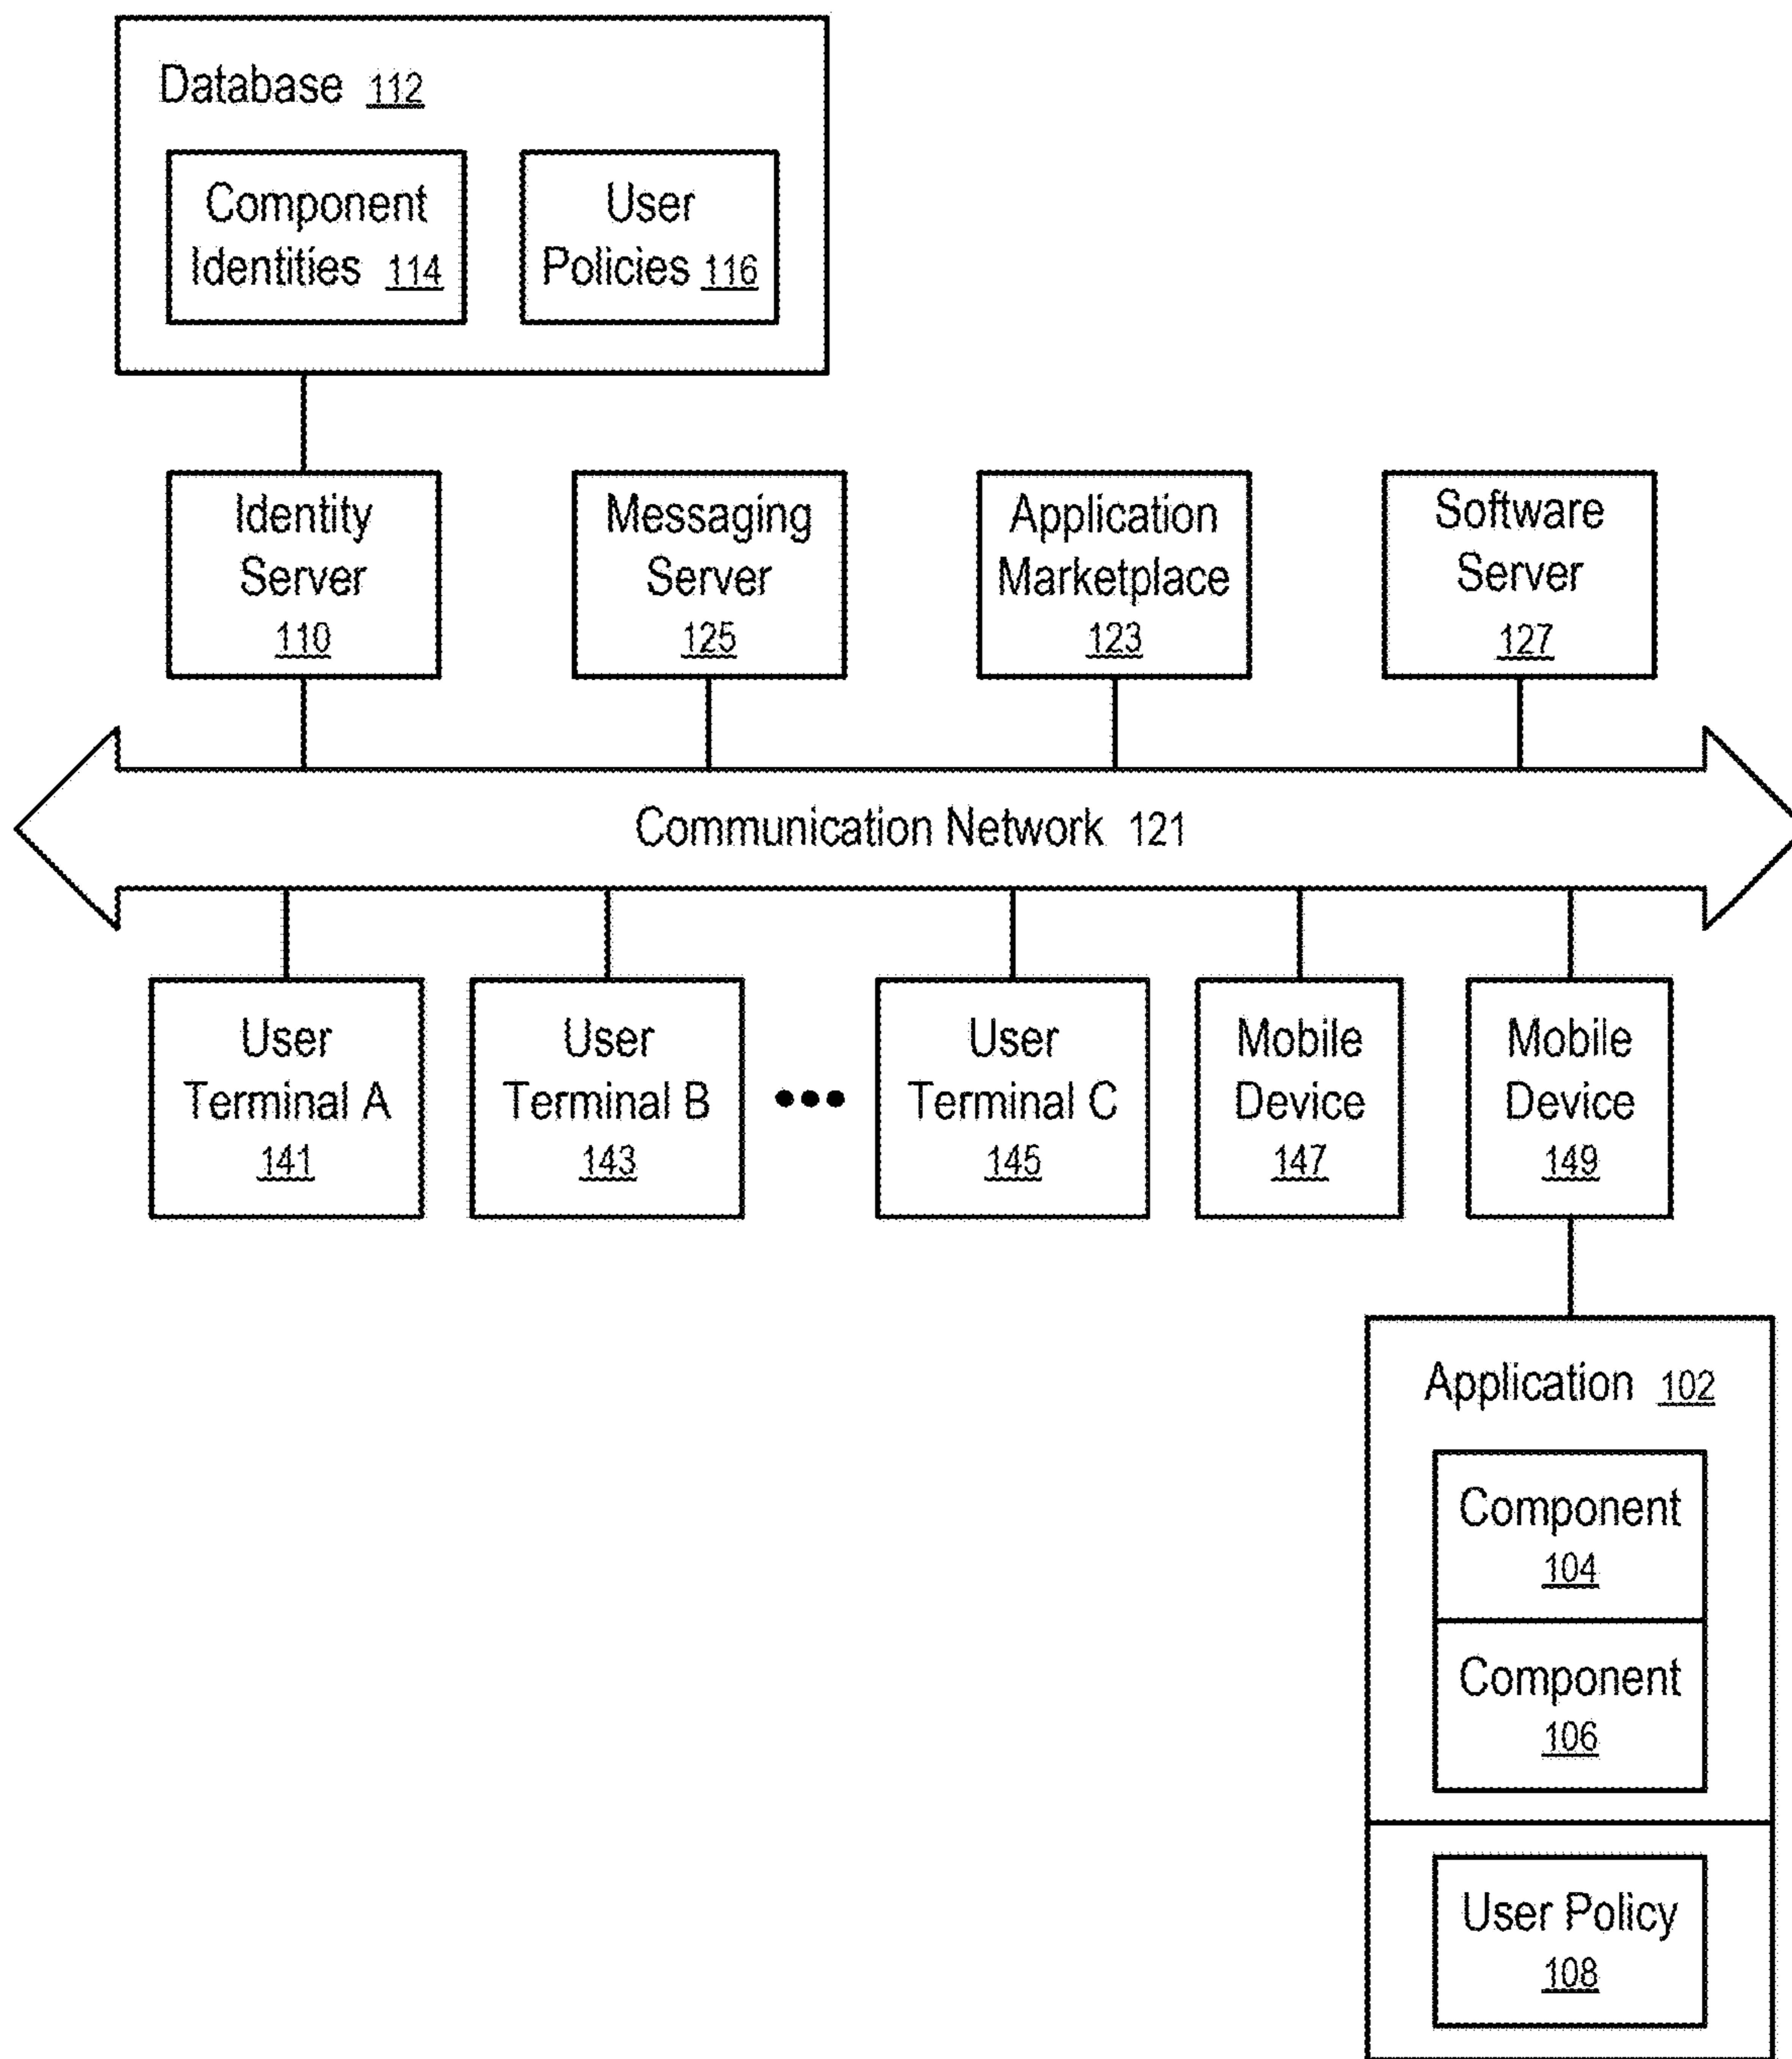 Database 112
Component
Identities 114
User
Policies 116
Identity
Server
110
Messaging
Server
125
Application
Marketplace
123
Software
Server
127
Communication Network 121
User
Terminal A
141
User
Terminal B
143
•••
User
Terminal C
145
Mobile
Device
147
Mobile
Device
149
Application 102
Component
104
Component
106
User Policy
108